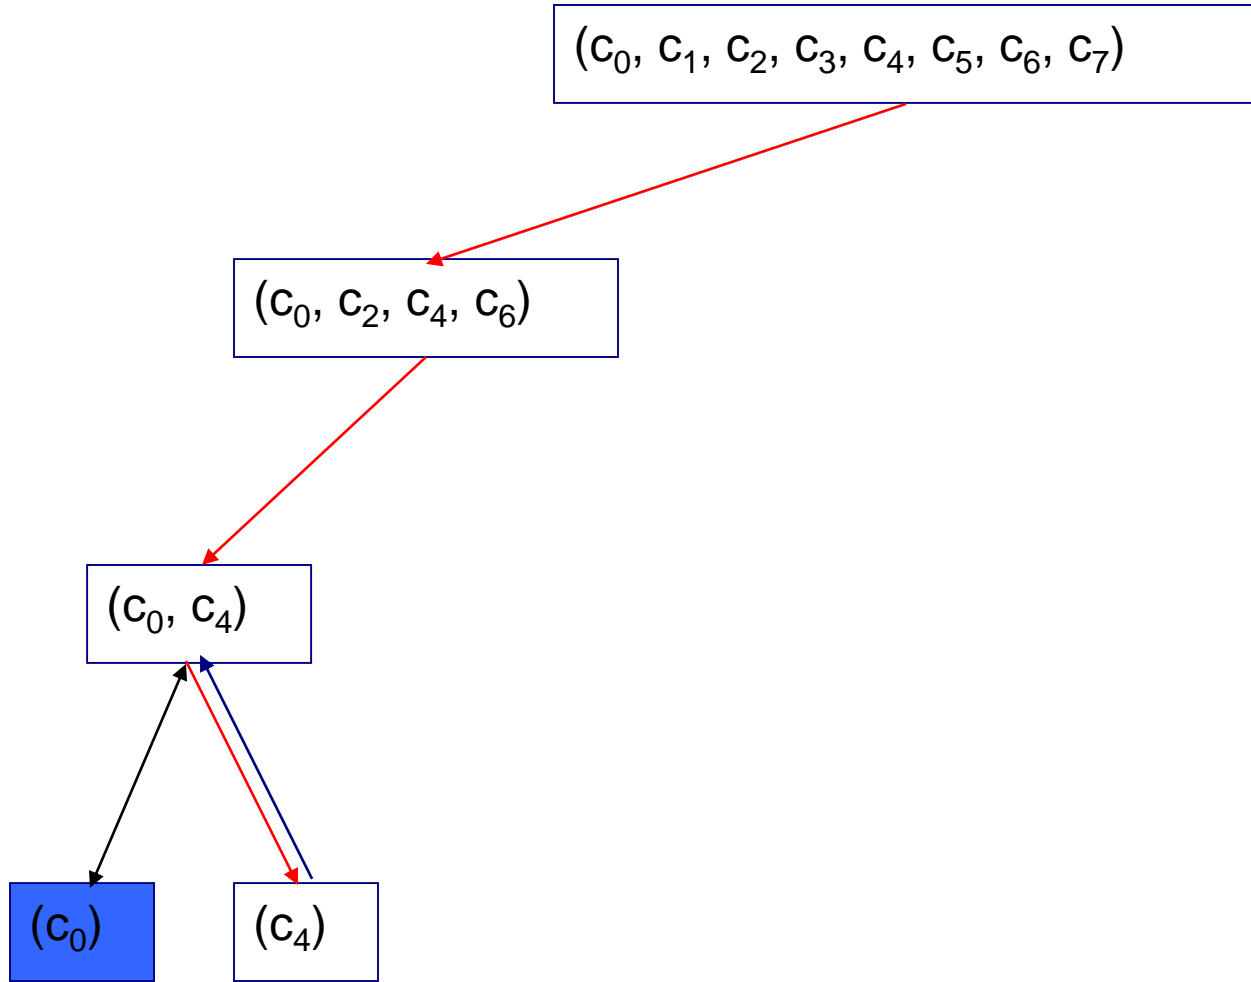 (c₀, c₁, c₂, c₃, c₄, c₅, c₆, c₇)
(c₀, c₂, c₄, c₆)
(c₀, c₄)
(c₀)
(c₄)